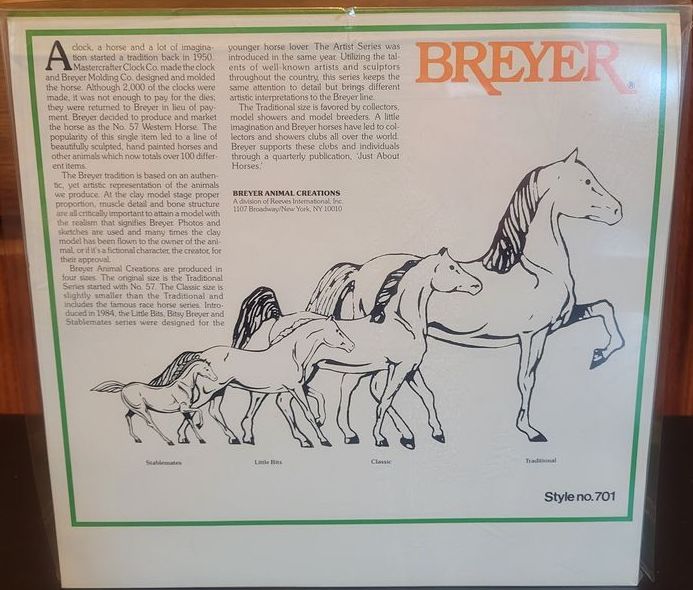 A clock, a horse and a lot of imagina-
tion started a tradition back in 1950.
Mastercrafter Clock Co. made the clock
and Breyer Molding Co. designed and molded
the horse. Although 2,000 of the clocks were
made, it was not enough to pay for the dies;
they were returned to Breyer in lieu of pay-
ment. Breyer decided to produce and market
the horse as the No. 57 Western Horse. The
popularity of this single item led to a line of
beautifully sculpted, hand painted horses and
other animals which now totals over 100 differ-
ent items.
The Breyer tradition is based on an authen-
tic, yet artistic representation of the animals
we produce. At the clay model stage proper
proportion, muscle detail and bone structure
are all critically important to attain a model with
the realism that signifies Breyer. Photos and
sketches are used and many times the clay
model has been flown to the owner of the ani-
mal, or if it's a fictional character, the creator, for
their approval.
Breyer Animal Creations are produced in
four sizes. The original size is the Traditional
Series started with No. 57. The Classic size is
slightly smaller than the Traditional and
includes the famous race horse series. Intro-
duced in 1984, the Little Bits, Bitsy Breyer and
Stablemates series were designed for the
younger horse lover. The Artist Series was
introduced in the same year. Utilizing the tal-
ents of well-known artists and sculptors
throughout the country, this series keeps the
same attention to detail but brings different
artistic interpretations to the Breyer line.
The Traditional size is favored by collectors,
model showers and model breeders. A little
imagination and Breyer horses have led to col-
lectors and showers clubs all over the world.
Breyer supports these clubs and individuals
through a quarterly publication, 'Just About
Horses.'
BREYER ANIMAL CREATIONS
A division of Reeves International, Inc.
1107 Broadway/New York, NY 10010
BREYER®
Stablemates
Little Bits
Classic
Traditional
Style no. 701